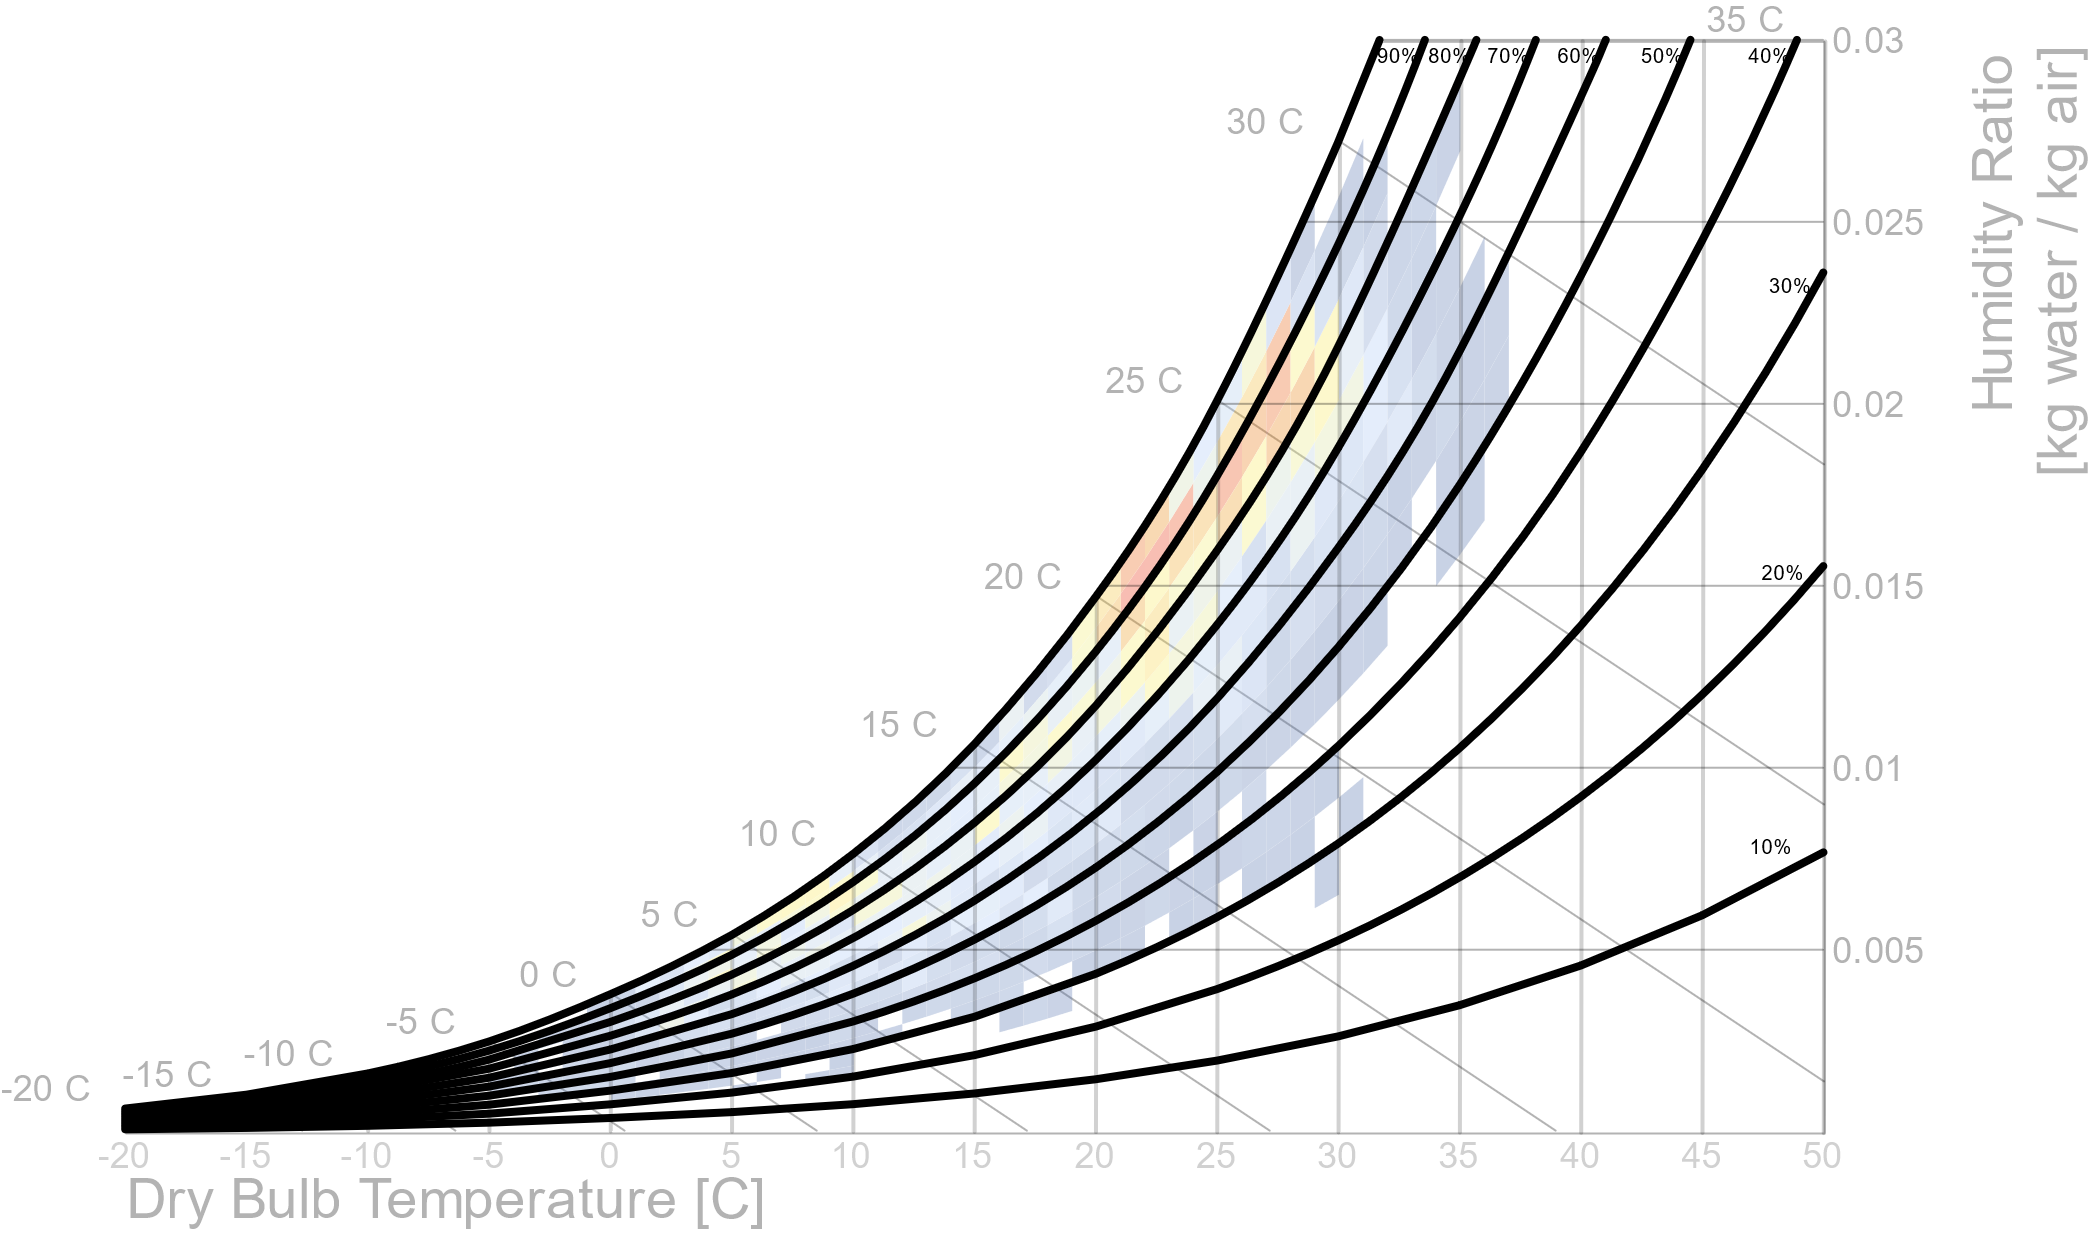 35 C
0.03
90% 80% 70% 60% 50% 40%
30 C
0.025
30%
25 C
0.02
20 C
20%
0.015
15 C
0.01
10 C
10%
5 C
0.005
0 C
-5 C
-10 C
-15 C
-20 C
-20 -15 -10 -5 0 5 10 15 20 25 30 35 40 45 50
Dry Bulb Temperature [C]
Humidity Ratio
[kg water / kg air]